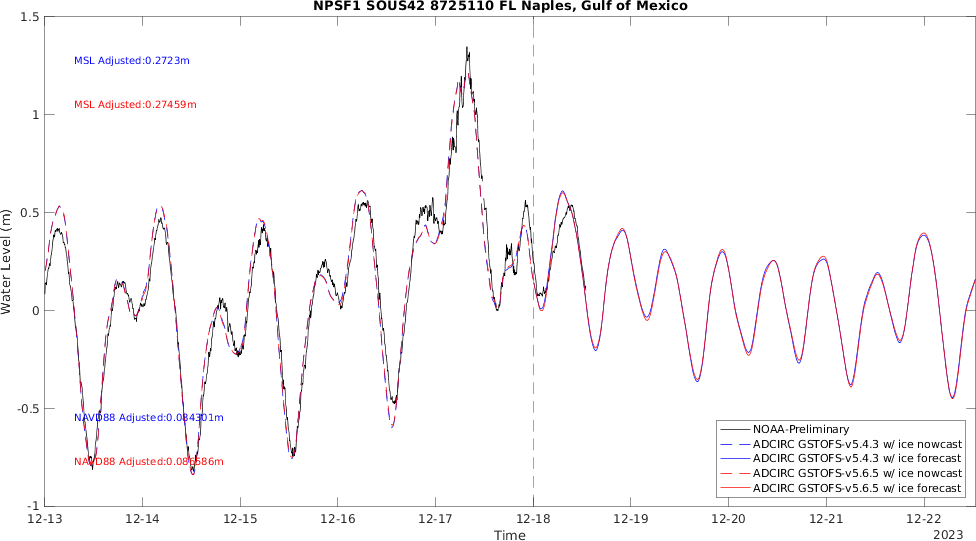 NPSF1 SOUS42 8725110 FL Naples, Gulf of Mexico
1.5
MSL Adjusted:0.2723m
MSL Adjusted:0.27459m
1
0.5
Water Level (m)
0
-0.5
NAVD88 Adjusted:0.084301m
NAVD88 Adjusted:0.086586m
-1
NOAA-Preliminary
ADCIRC GSTOFS-v5.4.3 w/ ice nowcast
ADCIRC GSTOFS-v5.4.3 w/ ice forecast
ADCIRC GSTOFS-v5.6.5 w/ ice nowcast
ADCIRC GSTOFS-v5.6.5 w/ ice forecast
12-13 12-14 12-15 12-16 12-17 12-18 12-19 12-20 12-21 12-22
Time
2023